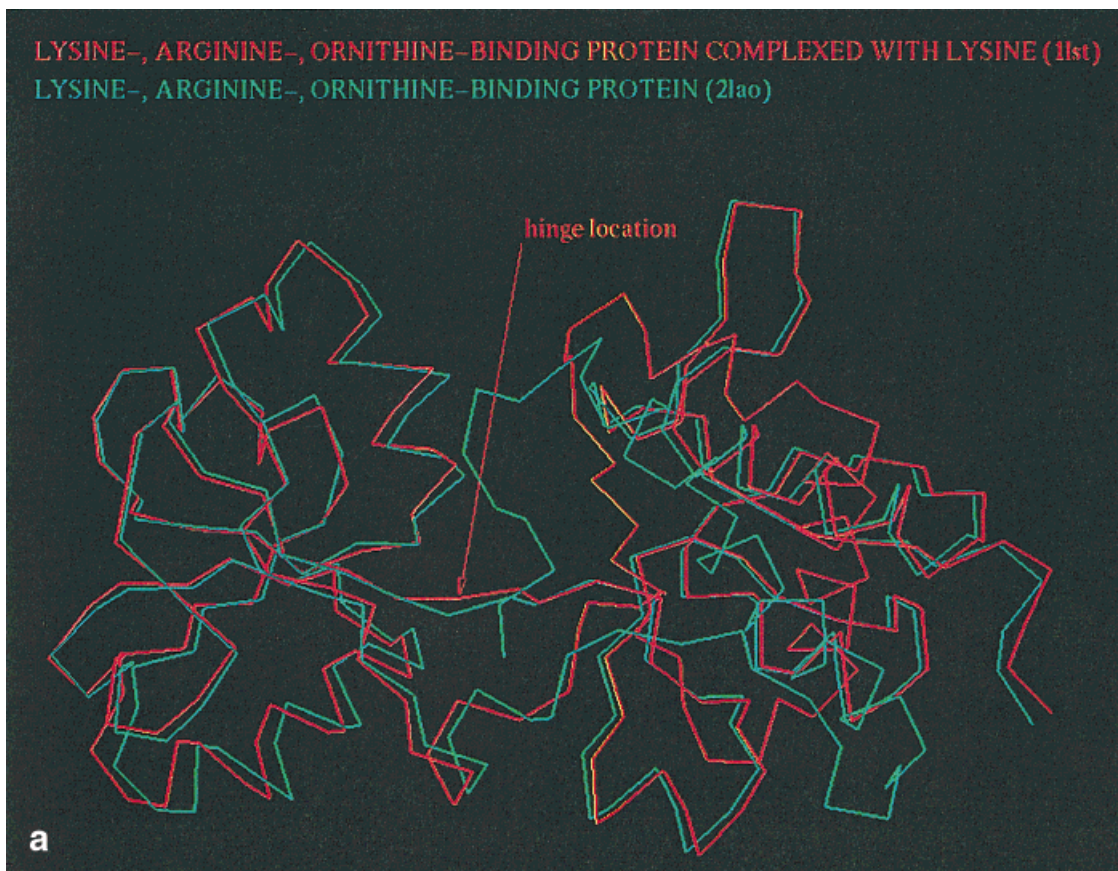 LYSINE-, ARGININE-, ORNITHINE-BINDING PROTEIN COMPLEXED WITH LYSINE (1lst)
LYSINE-, ARGININE-, ORNITHINE-BINDING PROTEIN (2lao)
hinge location
a